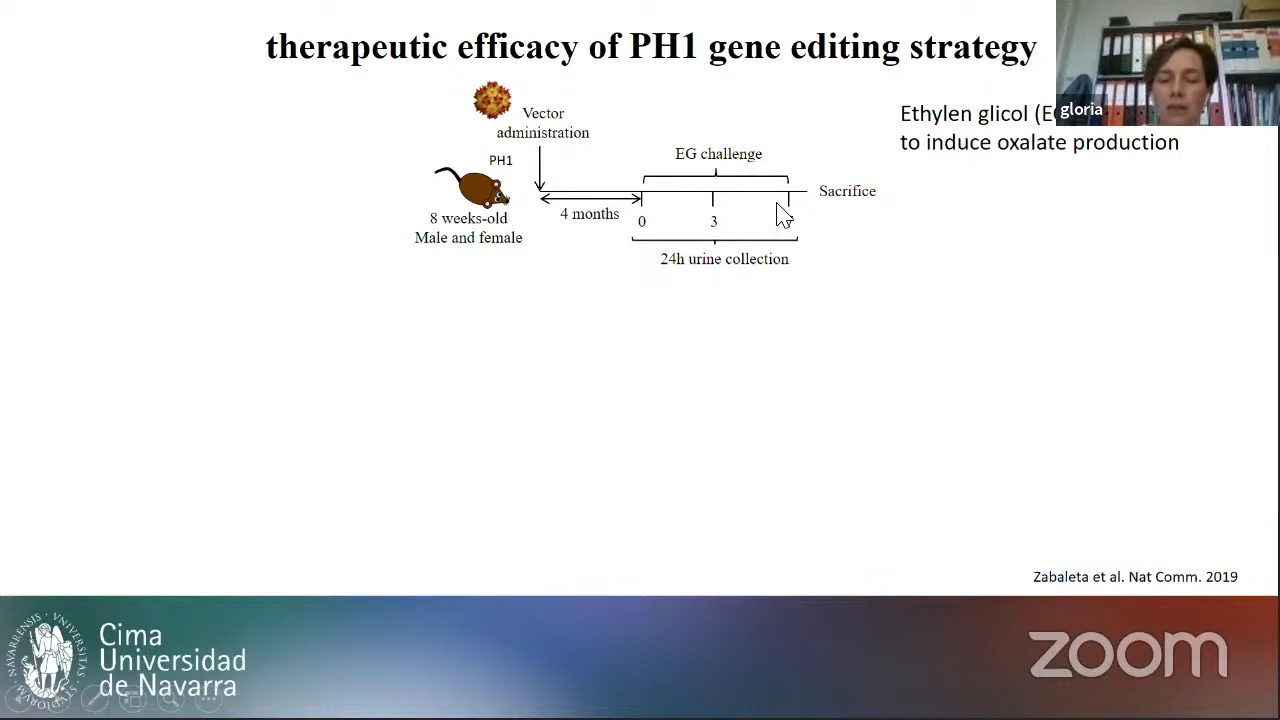 therapeutic efficacy of PH1 gene editing strategy
gloria
Ethylen glicol (E
to induce oxalate production
Vector
administration
PH1
EG challenge
Sacrifice
4 months
8 weeks-old
Male and female
0
3
24h urine collection
Zabaleta et al. Nat Comm. 2019
Cima
Universidad
de Navarra
zoom